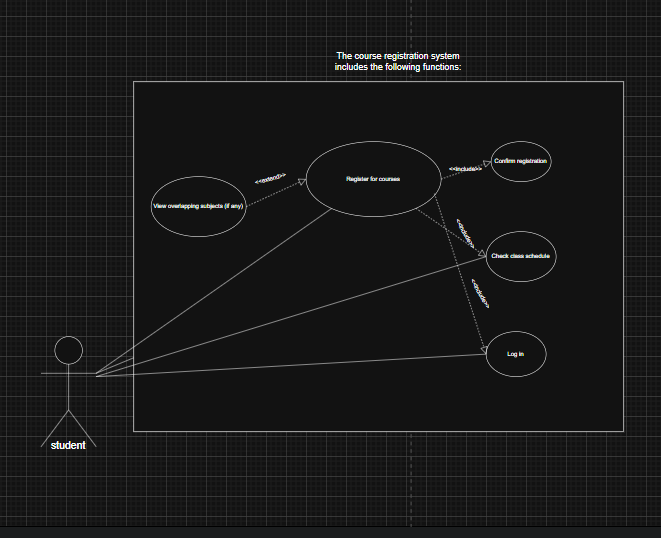 The course registration system
includes the following functions:
Register for courses
<<include>>
Confirm registration
<<extend>>
View overlapping subjects (if any)
<<include>>
Check class schedule
<<include>>
Log in
student